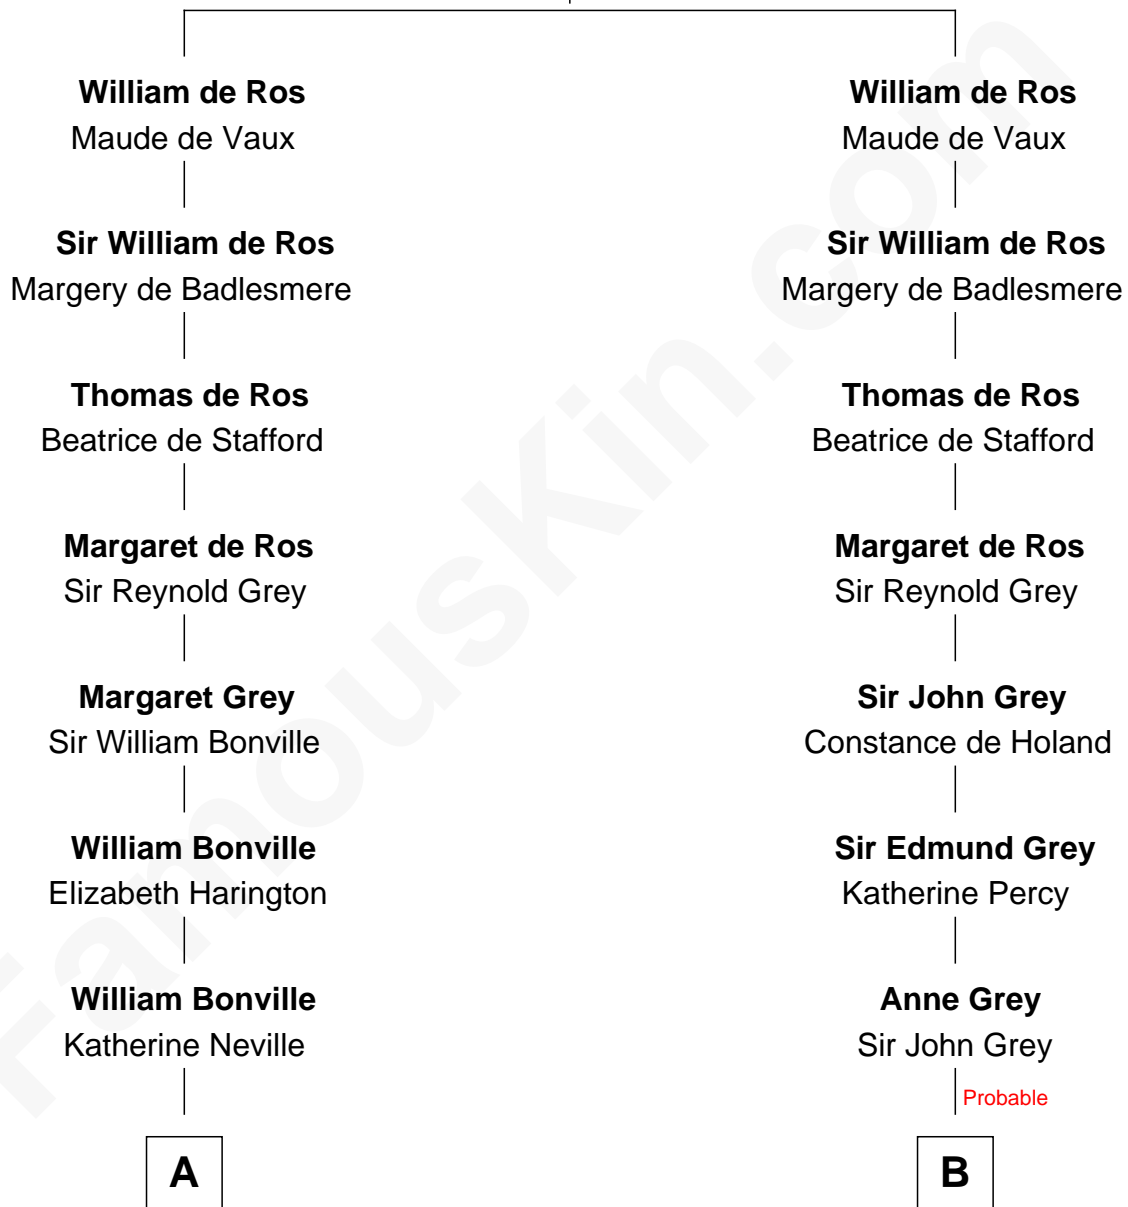 William de Ros
Maude de Vaux
Sir William de Ros
Margery de Badlesmere
Thomas de Ros
Beatrice de Stafford
Margaret de Ros
Sir Reynold Grey
Margaret Grey
Sir William Bonville
William Bonville
Elizabeth Harington
William Bonville
Katherine Neville
A
William de Ros
Maude de Vaux
Sir William de Ros
Margery de Badlesmere
Thomas de Ros
Beatrice de Stafford
Margaret de Ros
Sir Reynold Grey
Sir John Grey
Constance de Holand
Sir Edmund Grey
Katherine Percy
Anne Grey
Sir John Grey
Probable
B
FamousKin.com